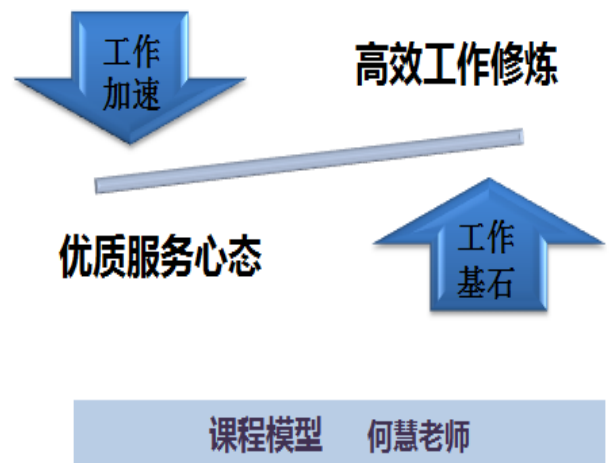 工作
加速
高效工作修炼
优质服务心态
工作
基石
课程模型 何慧老师